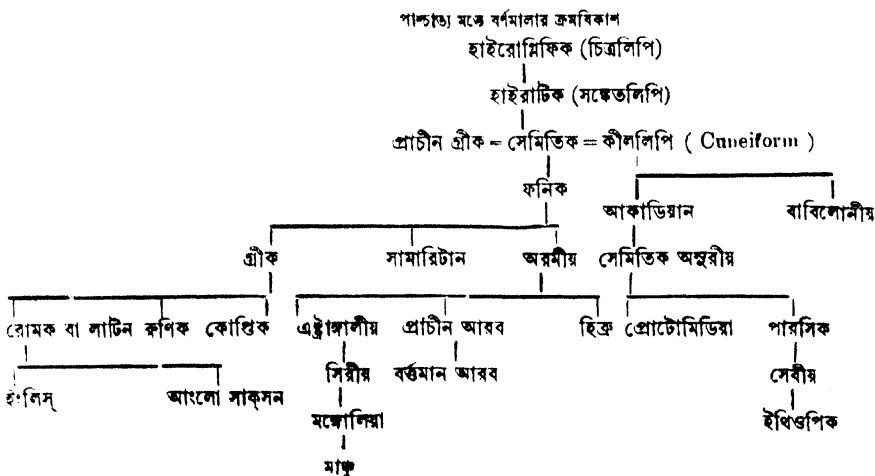 পাশ্চাত্য মতে বর্ণমালার ক্রমবিকাশ
হাইরোগ্লিফিক (চিত্রলিপি)
হাইরাটিক (সঙ্কেতলিপি)
প্রাচীন গ্রীক = সেমিতিক = কীললিপি ( Cuneiform )
ফনিক
আকাডিয়ান বাবিলোনীয়
গ্রীক সামারিটান অরমীয় সেমিতিক অসুরীয়
রোমক বা লাটিন রুণিক কোপ্তিক এষ্ট্রাঙ্গালীয় প্রাচীন আরব হিব্রু প্রোটোমিডিয়া পারসিক
সিরীয় বর্ত্তমান আরব সেবীয়
ইংলিস্ আংলো সাক্‌সন
মঙ্গোলিয়া ইথিওপিক
মাঞ্চু